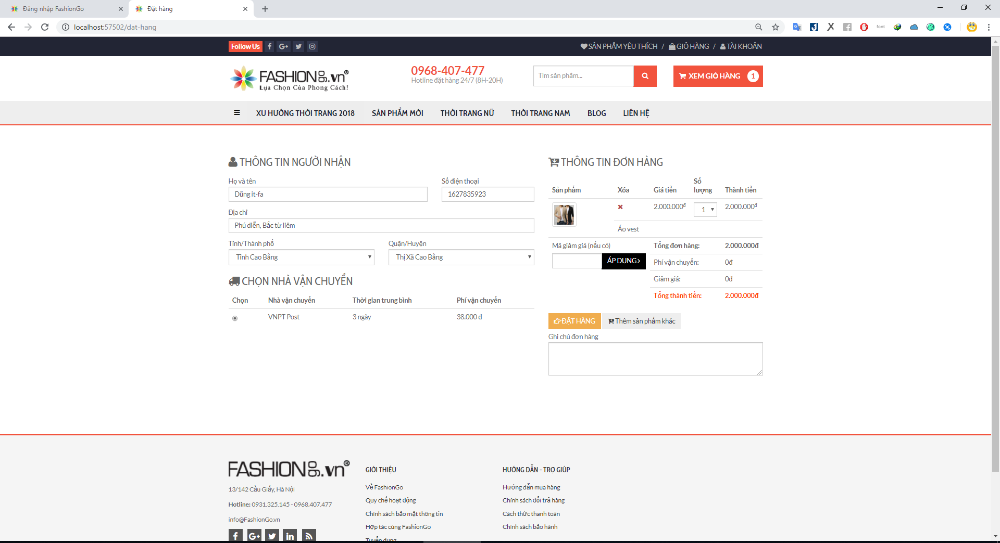 Đăng nhập FashionGo
Đặt hàng
localhost:57502/dat-hang
font
Follow Us
SẢN PHẨM YÊU THÍCH / GIỎ HÀNG / TÀI KHOẢN
FASHIONGO.vn®
Lựa Chọn Của Phong Cách!
0968-407-477
Hotline đặt hàng 24/7 (8H-20H)
Tìm sản phẩm...
XEM GIỎ HÀNG 1
XU HƯỚNG THỜI TRANG 2018 SẢN PHẨM MỚI THỜI TRANG NỮ THỜI TRANG NAM BLOG LIÊN HỆ
THÔNG TIN NGƯỜI NHẬN
Họ và tên Số điện thoại
Dũng it-fa 1627835923
Địa chỉ
Phú diễn, Bắc từ liêm
Tỉnh/Thành phố Quận/Huyện
Tỉnh Cao Bằng Thị Xã Cao Bằng
CHỌN NHÀ VẬN CHUYỂN
Chọn Nhà vận chuyển Thời gian trung bình Phí vận chuyển
VNPT Post 3 ngày 38.000 đ
THÔNG TIN ĐƠN HÀNG
Sản phẩm Xóa Giá tiền Số lượng Thành tiền
2.000.000đ 1 2.000.000đ
Áo vest
Mã giảm giá (nếu có)
ÁP DỤNG
Tổng đơn hàng: 2.000.000đ
Phí vận chuyển: 0đ
Giảm giá: 0đ
Tổng thành tiền: 2.000.000đ
ĐẶT HÀNG Thêm sản phẩm khác
Ghi chú đơn hàng
FASHIONGO.vn®
13/142 Cầu Giấy, Hà Nội
Hotline: 0931.325.145 - 0968.407.477
info@FashionGo.vn
GIỚI THIỆU
Về FashionGo
Quy chế hoạt động
Chính sách bảo mật thông tin
Hợp tác cùng FashionGo
Tuyển dụng
HƯỚNG DẪN - TRỢ GIÚP
Hướng dẫn mua hàng
Chính sách đổi trả hàng
Cách thức thanh toán
Chính sách bảo hành